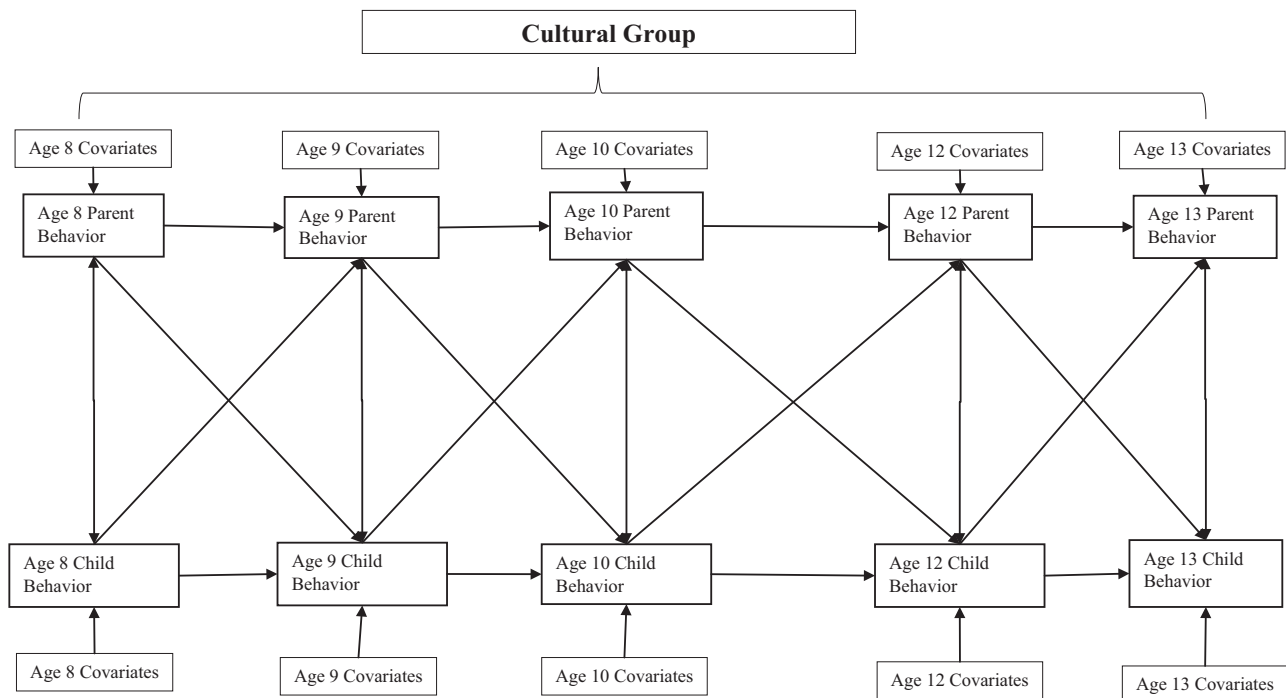 Cultural Group
Age 8 Covariates
Age 9 Covariates
Age 10 Covariates
Age 12 Covariates
Age 13 Covariates
Age 8 Parent
Behavior
Age 9 Parent
Behavior
Age 10 Parent
Behavior
Age 12 Parent
Behavior
Age 13 Parent
Behavior
Age 8 Child
Behavior
Age 9 Child
Behavior
Age 10 Child
Behavior
Age 12 Child
Behavior
Age 13 Child
Behavior
Age 8 Covariates
Age 9 Covariates
Age 10 Covariates
Age 12 Covariates
Age 13 Covariates